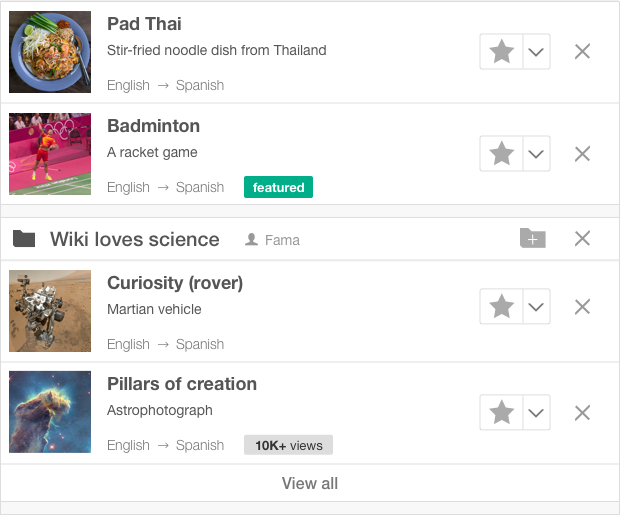 Pad Thai
Stir-fried noodle dish from Thailand
English → Spanish
Badminton
A racket game
English → Spanish featured
Wiki loves science Fama
Curiosity (rover)
Martian vehicle
English → Spanish
Pillars of creation
Astrophotograph
English → Spanish 10K+ views
View all